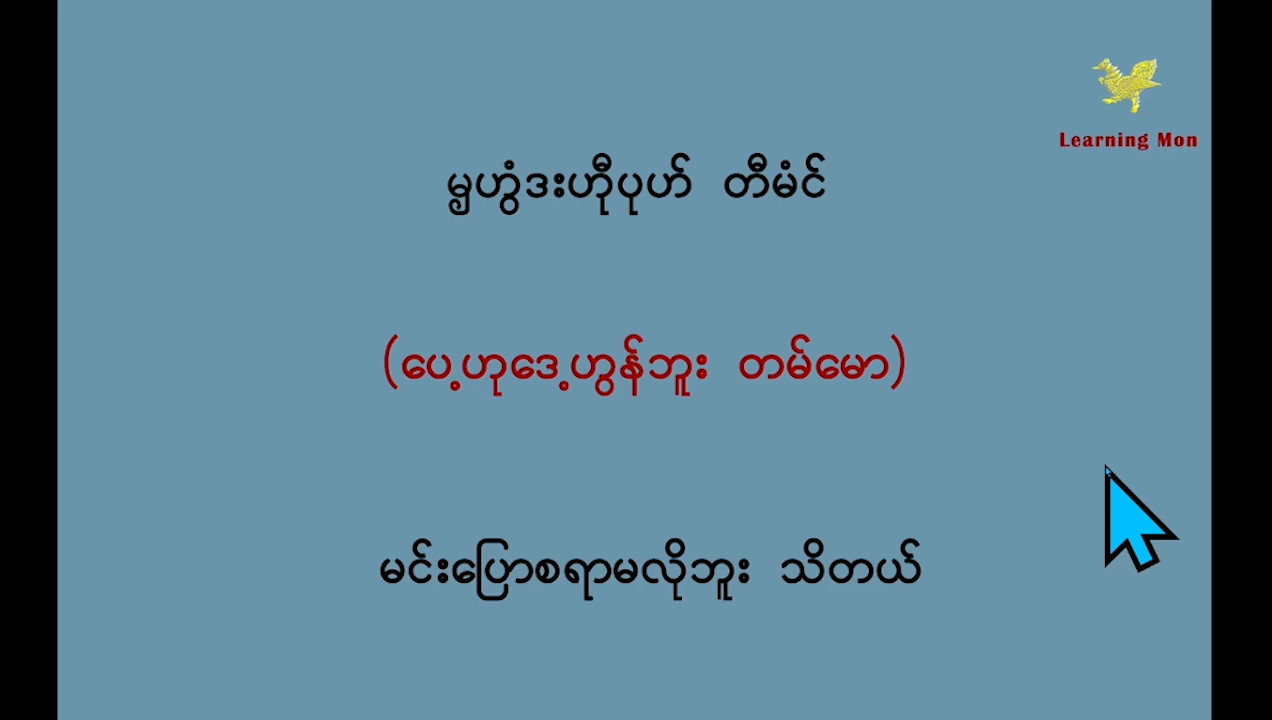 Learning Mon
မၞဟွံဒးဟီုပုဟ် တီမံင်
(ပေ့ဟုဒေ့ဟွန်ဘူး တမ်မော)
မင်းပြောစရာမလိုဘူး သိတယ်